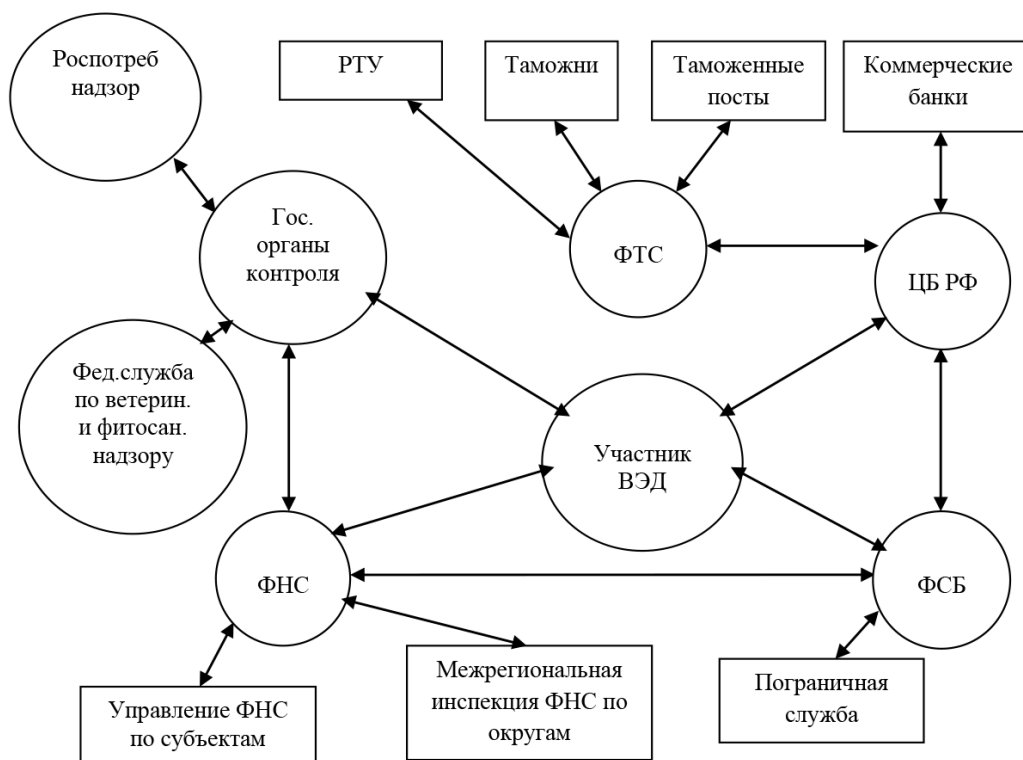 Роспотреб
надзор
РТУ
Таможни
Таможенные
посты
Коммерческие
банки
Гос.
органы
контроля
ФТС
ЦБ РФ
Фед.служба
по ветерин.
и фитосан.
надзору
Участник
ВЭД
ФНС
ФСБ
Управление ФНС
по субъектам
Межрегиональная
инспекция ФНС по
округам
Пограничная
служба